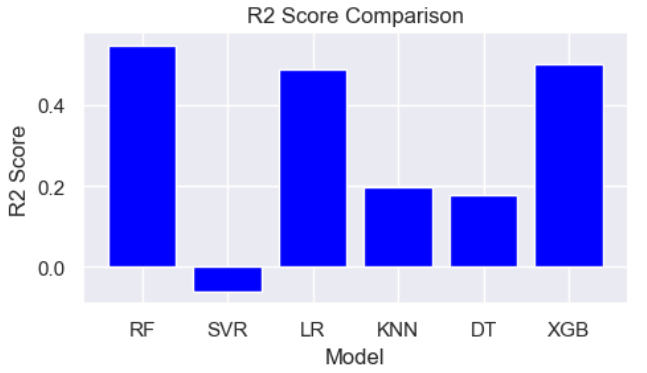 R2 Score Comparison
R2 Score
0.4
0.2
0.0
RF SVR LR KNN DT XGB
Model